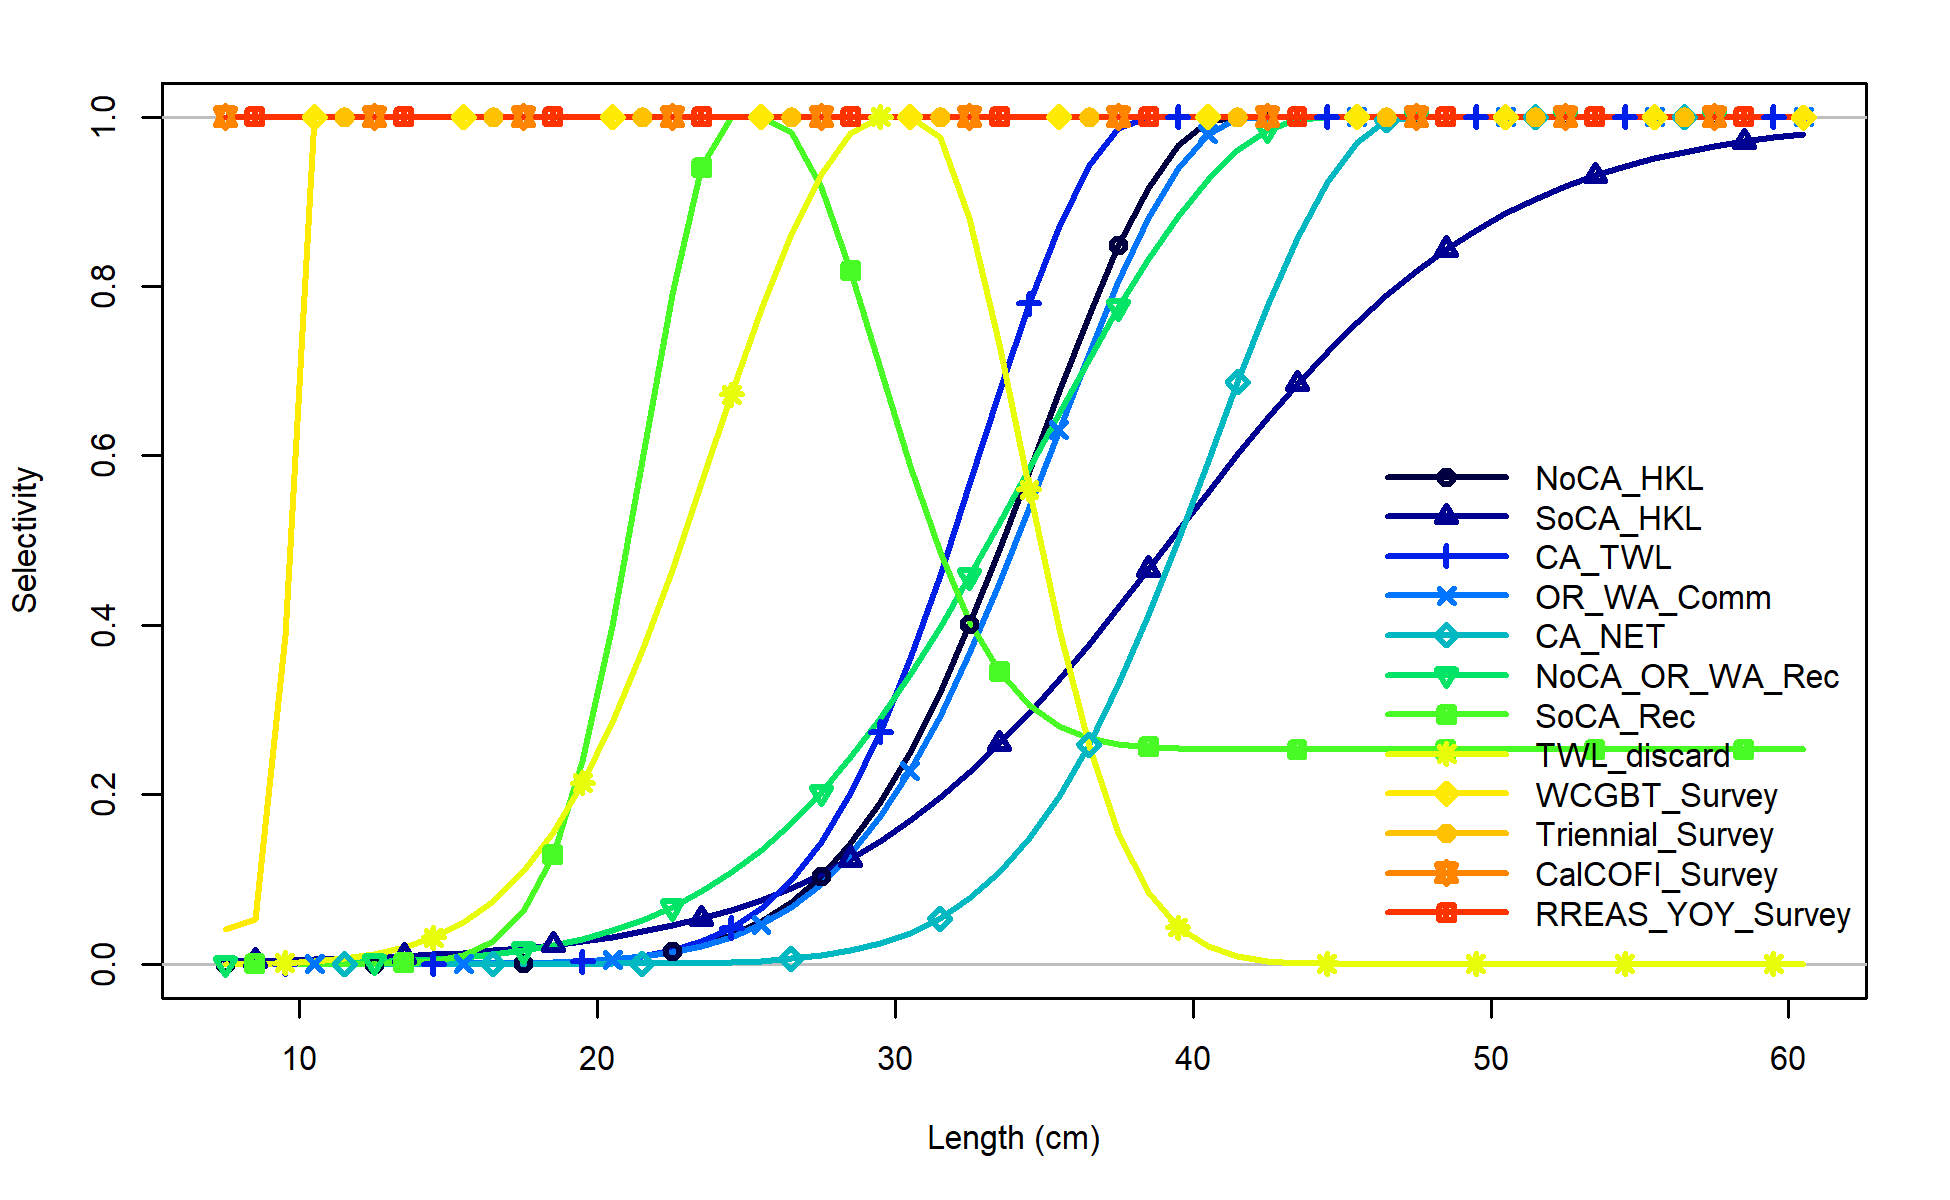 1.0
0.8
0.6
0.4
0.2
0.0
Selectivity
NoCA_HKL
SoCA_HKL
CA_TWL
OR_WA_Comm
CA_NET
NoCA_OR_WA_Rec
SoCA_Rec
TWL_discard
WCGBT_Survey
Triennial_Survey
CalCOFI_Survey
RREAS_YOY_Survey
10 20 30 40 50 60
Length (cm)